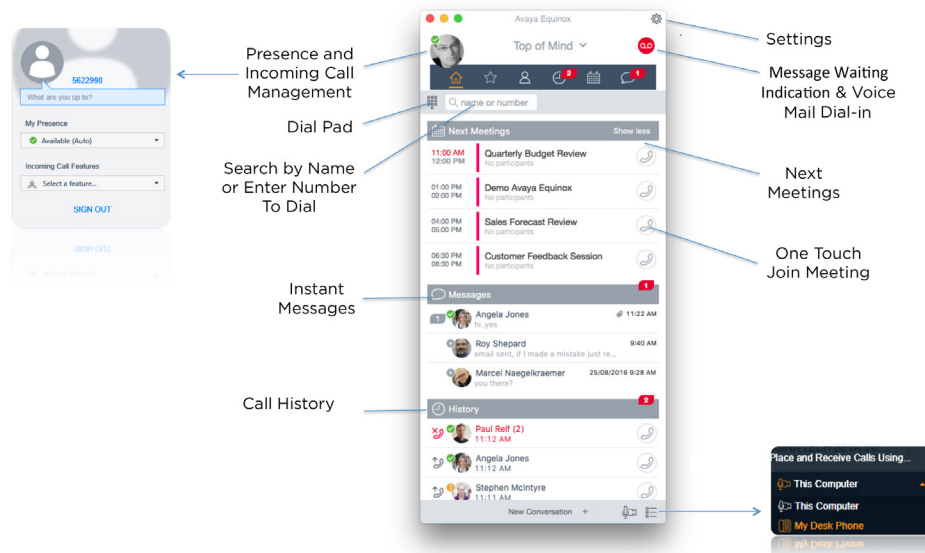 Avaya Equinox
Top of Mind
2
1
name or number
Next Meetings
Show less
11:00 AM
12:00 PM
Quarterly Budget Review
No participants
01:00 PM
02:00 PM
Demo Avaya Equinox
No participants
04:00 PM
05:00 PM
Sales Forecast Review
No participants
06:30 PM
08:30 PM
Customer Feedback Session
No participants
Messages
1
1
Angela Jones
11:22 AM
hi..yes
Roy Shepard
9:40 AM
email sent, if I made a mistake just re...
Marcel Naegelkraemer
25/08/2016 9:28 AM
you there?
History
2
Paul Relf (2)
11:12 AM
Angela Jones
11:12 AM
Stephen McIntyre
11:11 AM
New Conversation +
5622998
What are you up to?
My Presence
Available (Auto)
Incoming Call Features
Select a feature...
SIGN OUT
Presence and
Incoming Call
Management
Dial Pad
Search by Name
or Enter Number
To Dial
Instant
Messages
Call History
Settings
Message Waiting
Indication & Voice
Mail Dial-in
Next
Meetings
One Touch
Join Meeting
Place and Receive Calls Using...
This Computer
This Computer
My Desk Phone